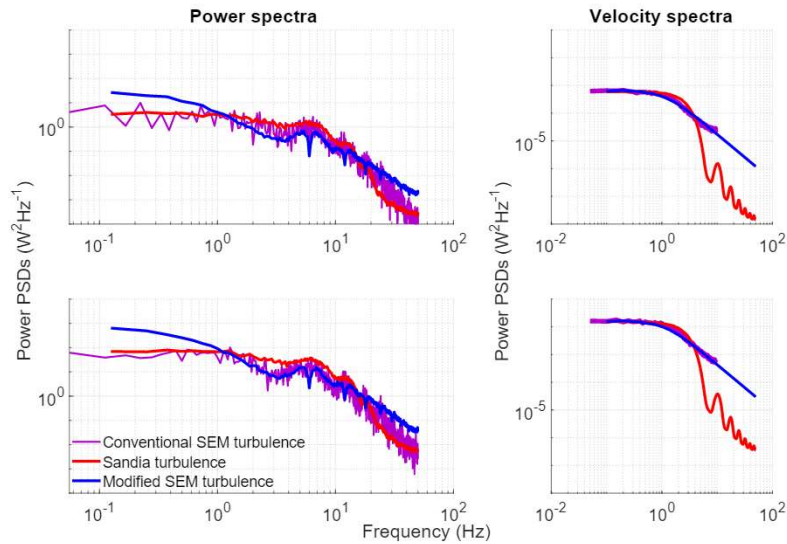 Power spectra
Velocity spectra
Power PSDs (W²Hz⁻¹)
10⁰
10⁻¹ 10⁰ 10¹ 10²
Power PSDs (W²Hz⁻¹)
10⁻⁵
10⁻² 10⁰ 10²
10⁰
Conventional SEM turbulence
Sandia turbulence
Modified SEM turbulence
10⁻¹ 10⁰ 10¹ 10²
10⁻⁵
10⁻² 10⁰ 10²
Frequency (Hz)